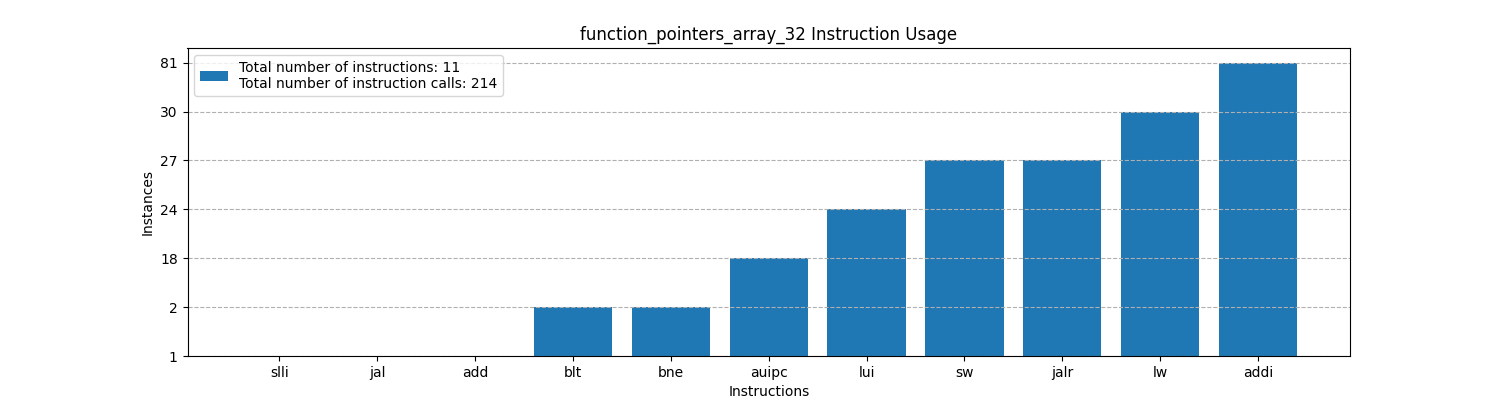 function_pointers_array_32 Instruction Usage
Total number of instructions: 11
Total number of instruction calls: 214
81
30
27
24
18
2
1
Instances
slli jal add blt bne auipc lui sw jalr lw addi
Instructions